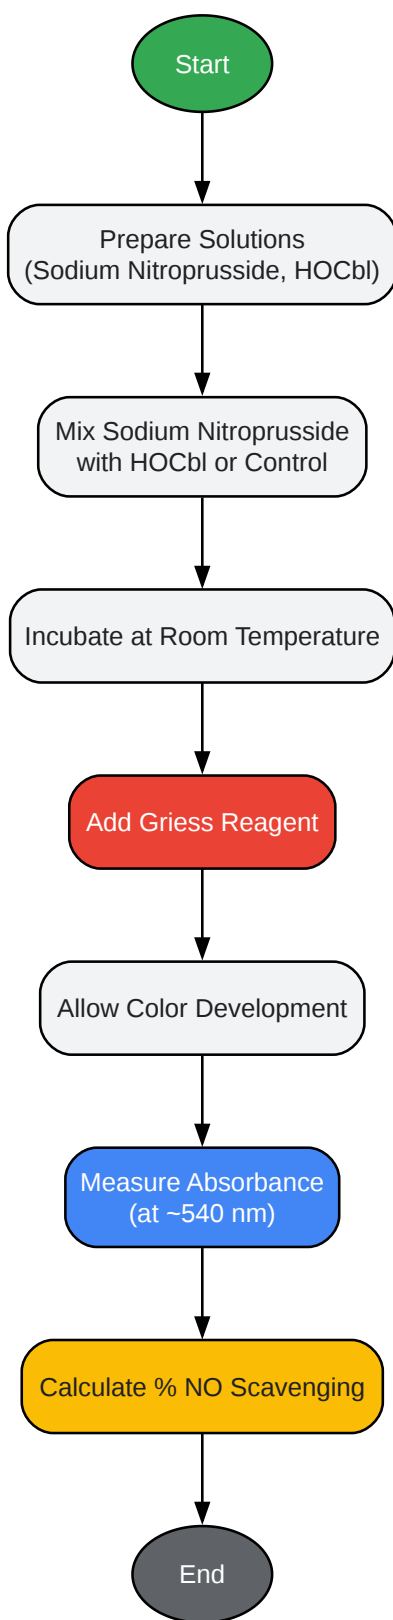 Start
Prepare Solutions
(Sodium Nitroprusside, HOCbl)
Mix Sodium Nitroprusside
with HOCbl or Control
Incubate at Room Temperature
Add Griess Reagent
Allow Color Development
Measure Absorbance
(at ~540 nm)
Calculate % NO Scavenging
End